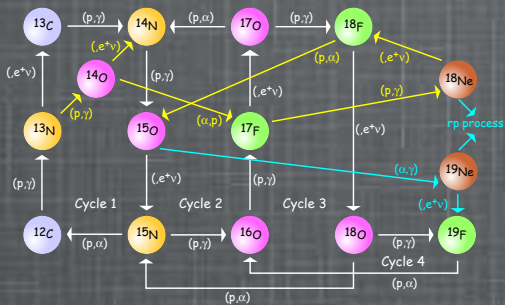 13C (p,γ) 14N (p,α) 17O (p,γ) 18F
(,e+ν) 14O (,e+ν) (p,γ) (,e+ν) (p,α) (,e+ν) 18Ne
(p,γ) (α,p) (p,γ) (,e+ν)
13N 15O 17F rp process
(α,γ) 19Ne
(p,γ) (,e+ν) (p,γ) (,e+ν)
Cycle 1 Cycle 2 Cycle 3
12C (p,α) 15N (p,γ) 16O 18O (p,γ) 19F
Cycle 4
(p,α)
(p,α)